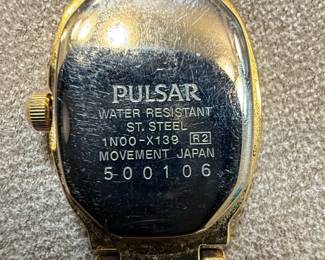 PULSAR
WATER RESISTANT
ST. STEEL
1N00-X139 R2
MOVEMENT JAPAN
500106